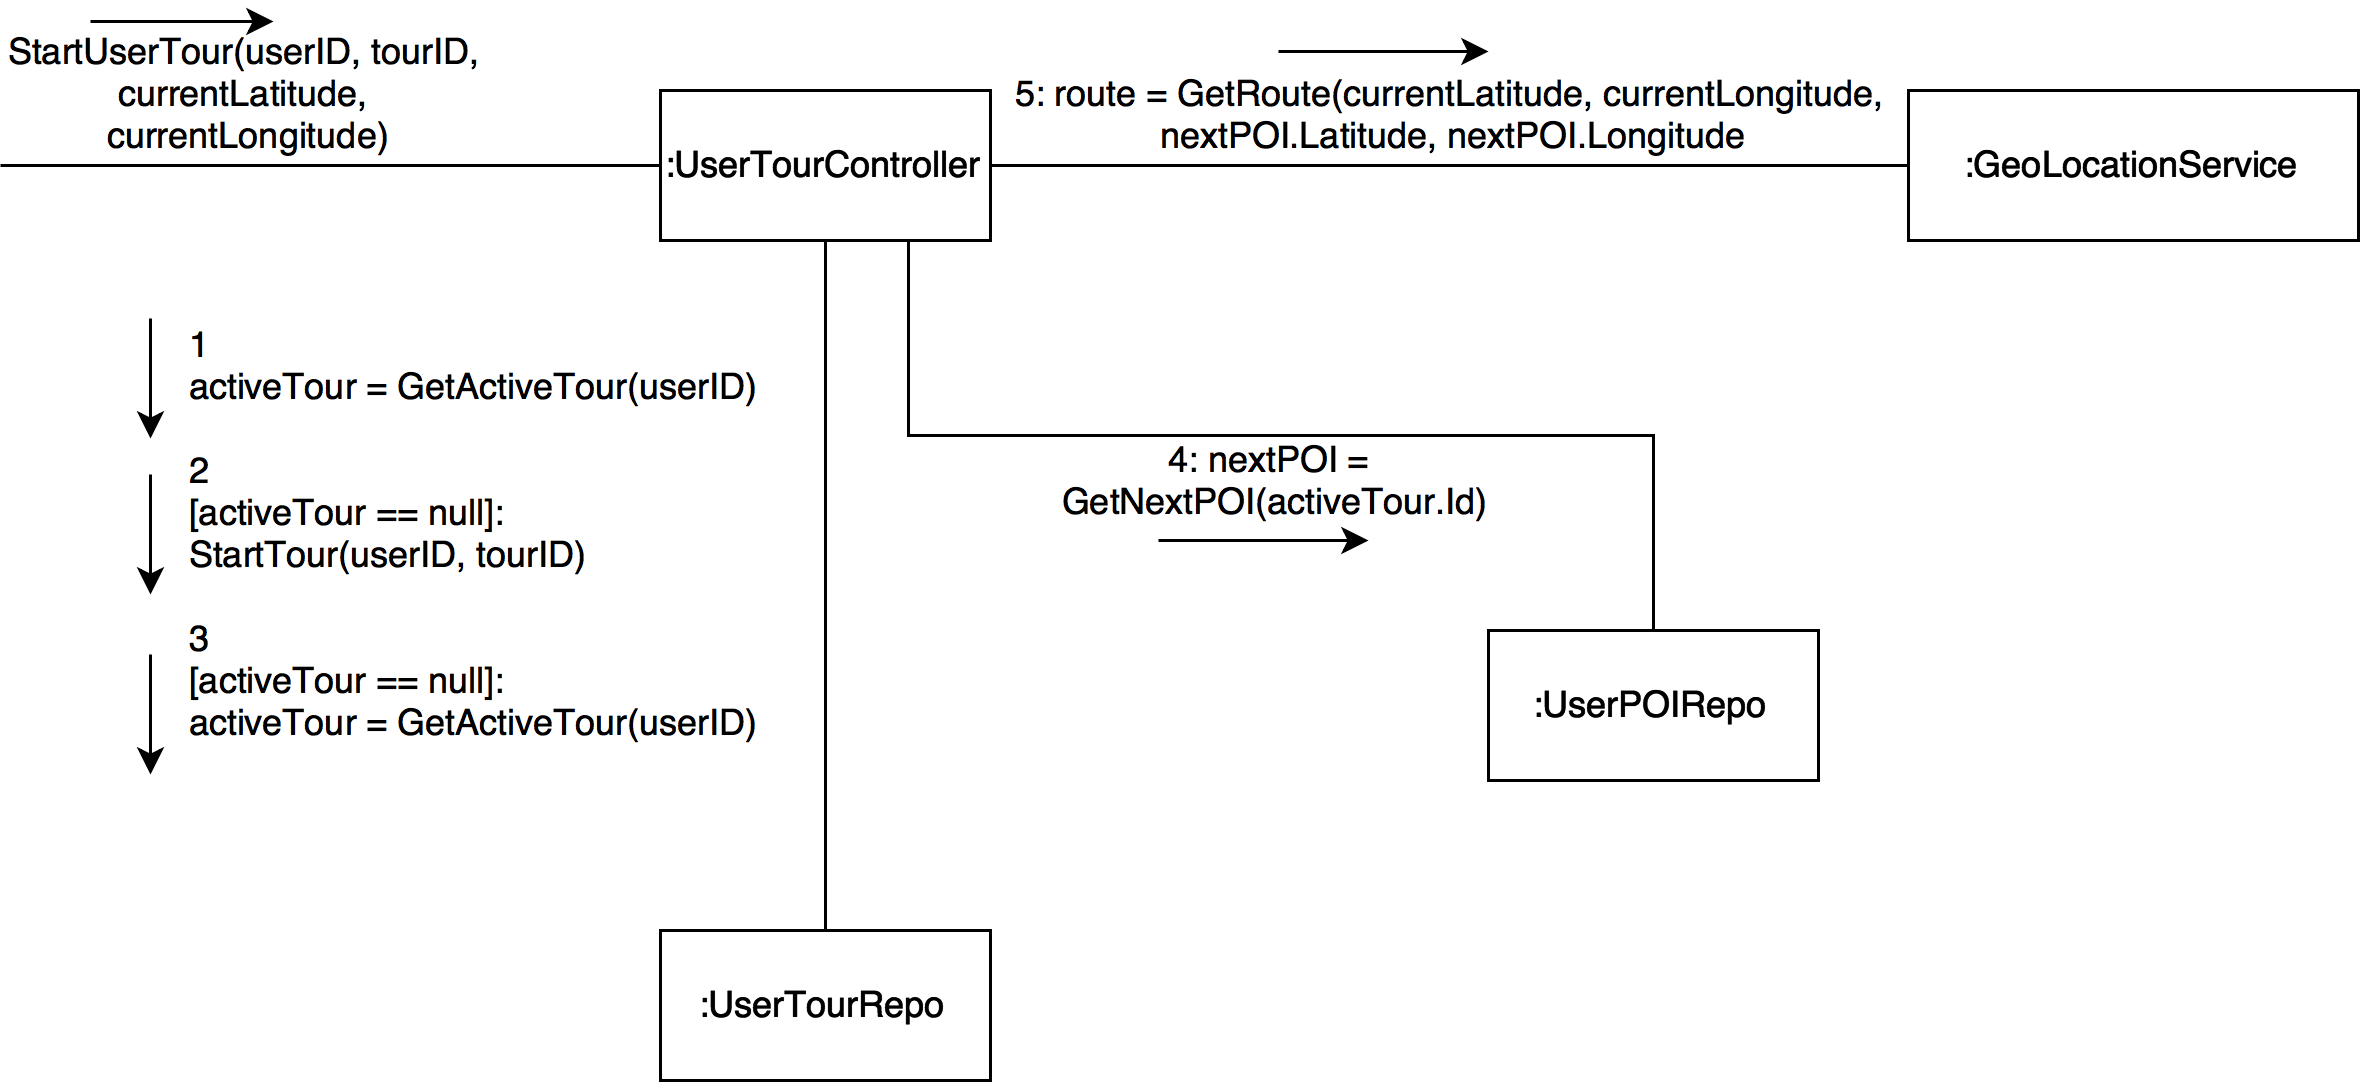 StartUserTour(userID, tourID,
currentLatitude,
currentLongitude)
:UserTourController
5: route = GetRoute(currentLatitude, currentLongitude,
nextPOI.Latitude, nextPOI.Longitude
:GeoLocationService
1
activeTour = GetActiveTour(userID)
2
[activeTour == null]:
StartTour(userID, tourID)
3
[activeTour == null]:
activeTour = GetActiveTour(userID)
4: nextPOI =
GetNextPOI(activeTour.Id)
:UserPOIRepo
:UserTourRepo